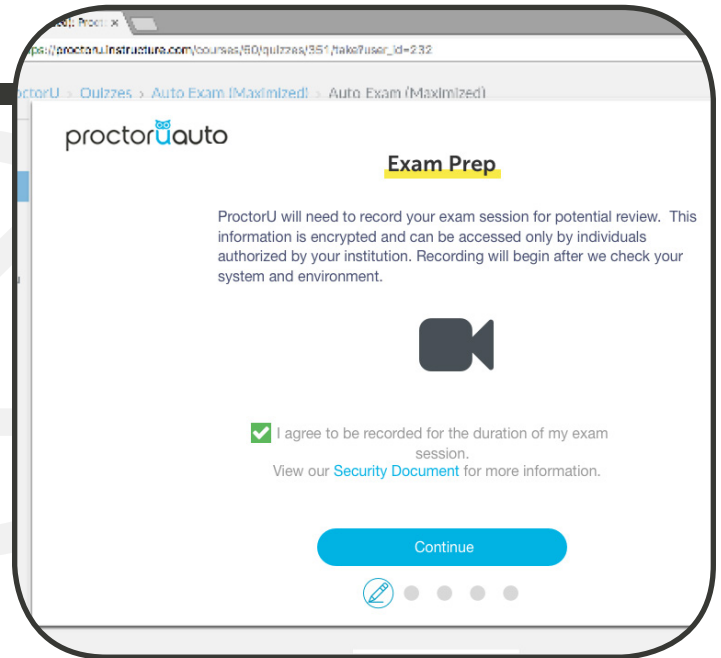 ps://proctoru.instructure.com/courses/60/quizzes/351/take?user_id=232
ctorU > Quizzes > Auto Exam (Maximized) > Auto Exam (Maximized)
proctoruauto
Exam Prep
ProctorU will need to record your exam session for potential review. This
information is encrypted and can be accessed only by individuals
authorized by your institution. Recording will begin after we check your
system and environment.
I agree to be recorded for the duration of my exam
session.
View our Security Document for more information.
Continue